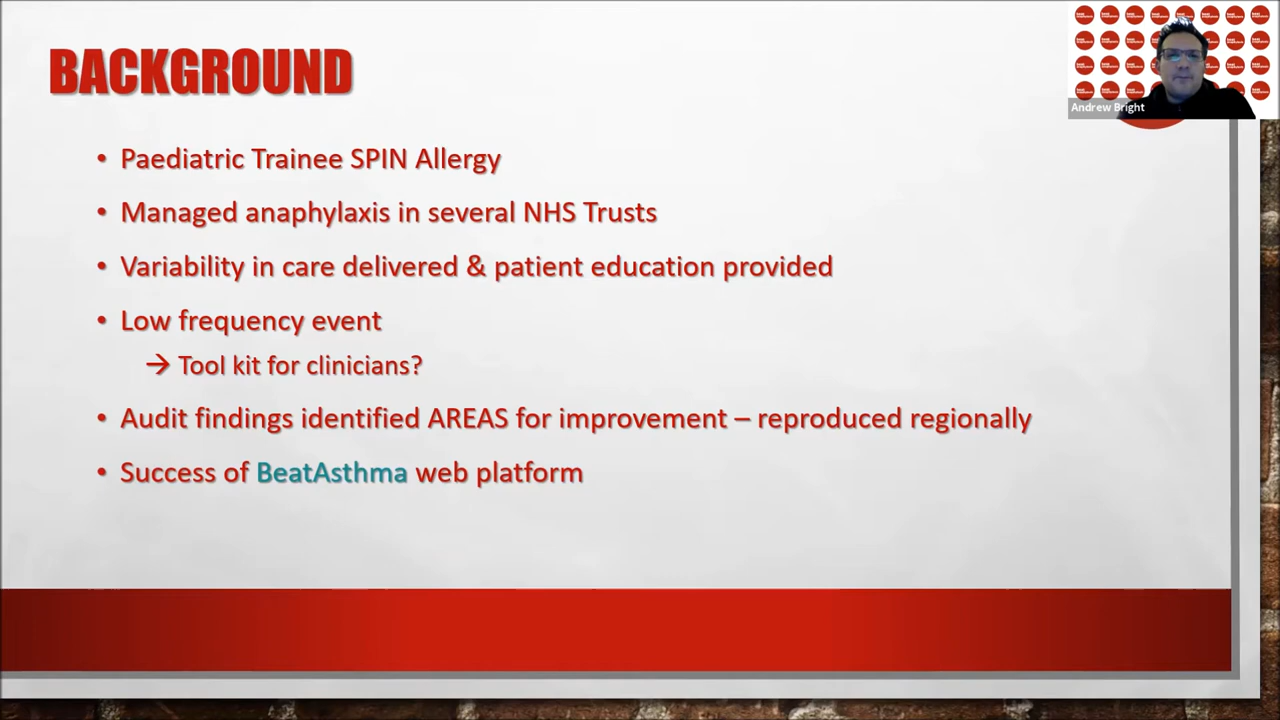 BACKGROUND
Andrew Bright
• Paediatric Trainee SPIN Allergy
• Managed anaphylaxis in several NHS Trusts
• Variability in care delivered & patient education provided
• Low frequency event
→ Tool kit for clinicians?
• Audit findings identified AREAS for improvement – reproduced regionally
• Success of BeatAsthma web platform